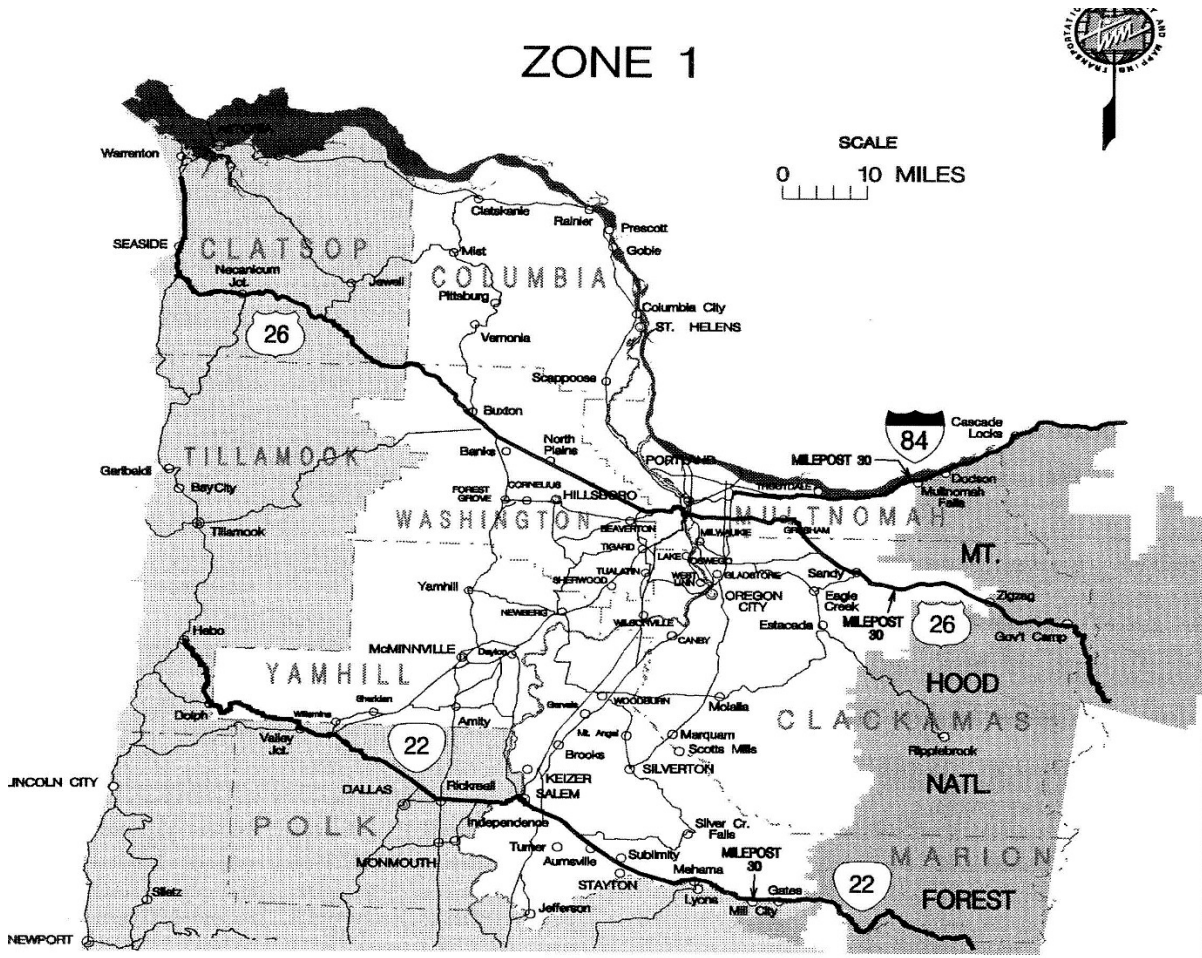 ZONE 1
TRANSPORTATI
AND MAPPING
SCALE
0 10 MILES
ASTORIA
Warrenton
Clatskanie
Rainier
Prescott
Goble
SEASIDE
CLATSOP
Mist
Necanicum
Jct.
Jewell
COLUMBIA
Pittsburg
Columbia City
ST. HELENS
26
Vernonia
Scappoose
Buxton
84
Cascade
Locks
TILLAMOOK
Banks
North
Plains
PORTLAND
MILEPOST 30
Dodson
Garibaldi
Bay City
FOREST
GROVE
CORNELIUS
HILLSBORO
TROUTDALE
Multnomah
Falls
Tillamook
WASHINGTON
BEAVERTON
MULTNOMAH
GRESHAM
MILWAUKIE
TIGARD
LAKE
OSWEGO
MT.
TUALATIN
SHERWOOD
WEST
LINN
GLADSTONE
Sandy
Yamhill
OREGON
CITY
Eagle
Creek
Zigzag
NEWBERG
WILSONVILLE
Estacada
MILEPOST
30
26
Gov't Camp
Hebo
CANBY
McMINNVILLE
Dayton
YAMHILL
HOOD
Sheridan
WOODBURN
Molalla
Dolph
Willamina
Amity
Gervais
CLACKAMAS
Valley
Jct.
22
Mt. Angel
Marquam
Brooks
Scotts Mills
Ripplebrook
KEIZER
SILVERTON
LINCOLN CITY
DALLAS
Rickreall
SALEM
NATL.
POLK
Independence
Silver Cr.
Falls
MONMOUTH
Turner
Aumsville
Sublimity
MILEPOST
30
MARION
STAYTON
Mehama
Gates
22
FOREST
Siletz
Lyons
Mill City
Jefferson
NEWPORT